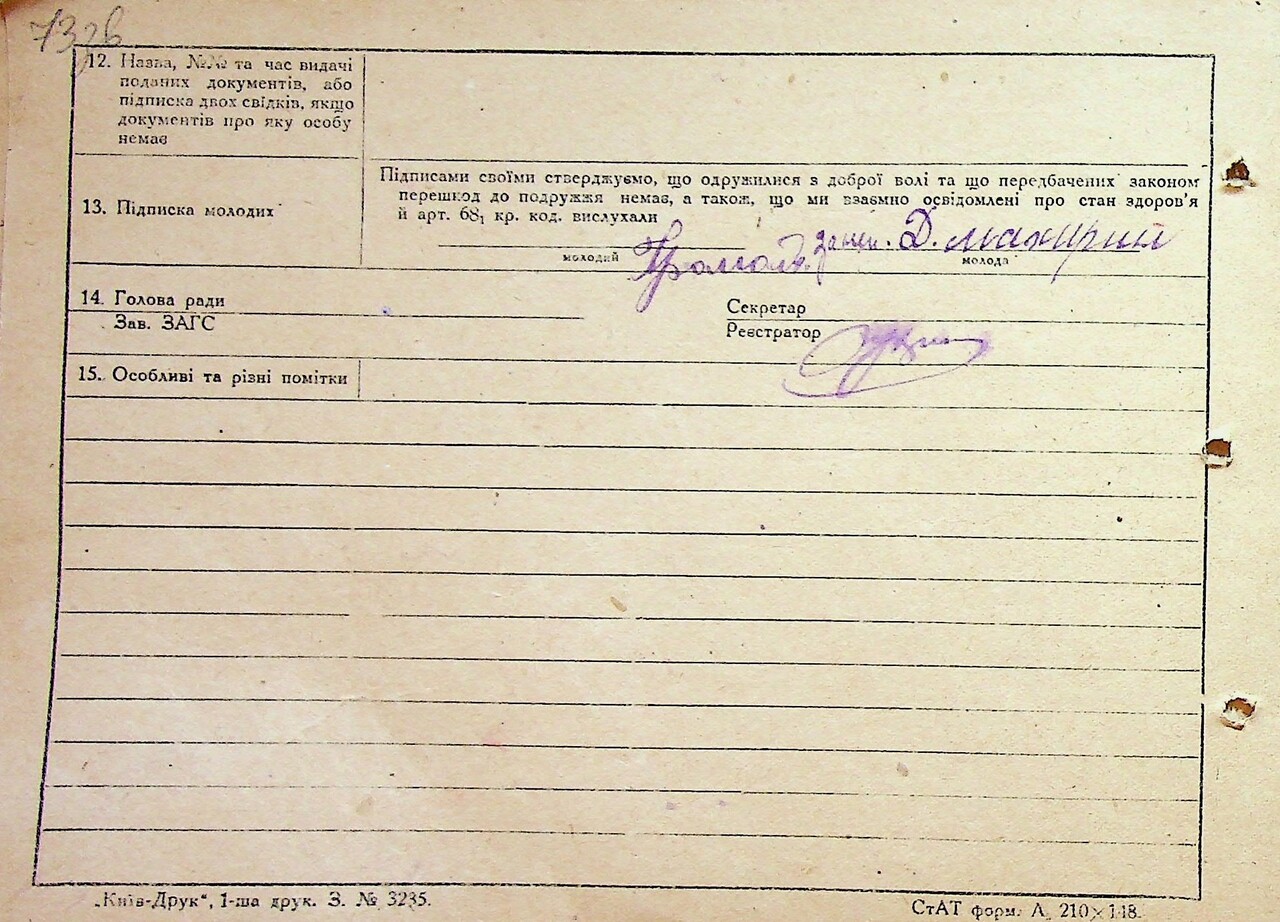 73зв
12. Назва, №№ та час видачі
поданих документів, або
підписка двох свідків, якщо
документів про яку особу
немає
Підписами своїми стверджуємо, що одружилися з доброї волі та що передбачених законом
перешкод до подружжя немає, а також, що ми взаємно освідомлені про стан здоров'я
й арт. 68₁ кр. код. вислухали
13. Підписка молодих
Д.
молодий
молода
14. Голова ради
Зав. ЗАГС
Секретар
Реєстратор
15. Особливі та різні помітки
„Київ-Друк“, 1-ша друк. З. № 3235.
СтАТ форм. А₅ 210×148.